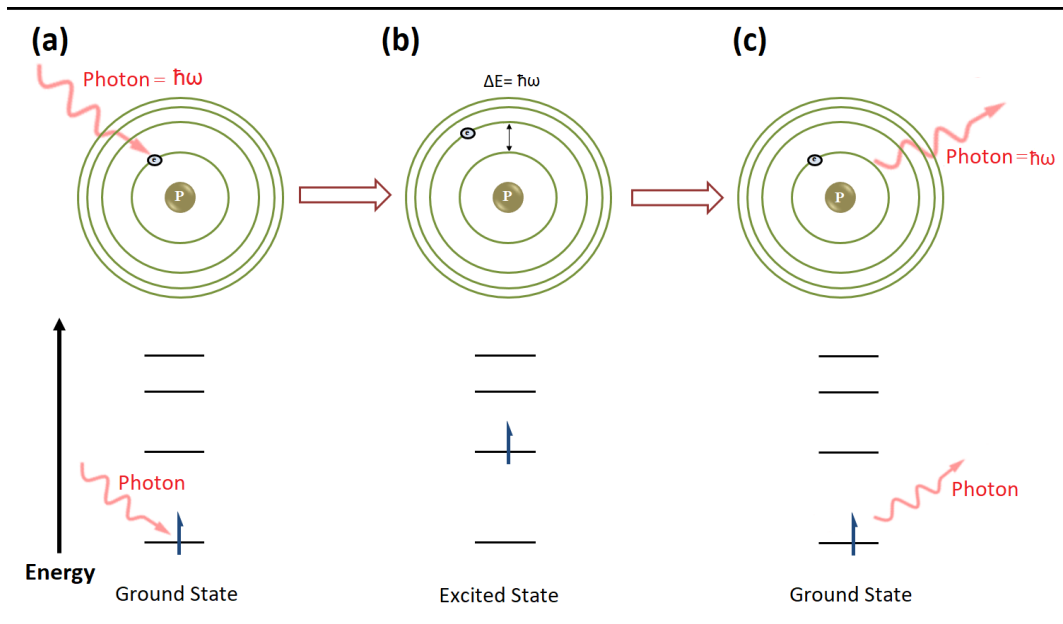 (a)
(b)
(c)
Photon = ħω
ΔE= ħω
Photon=ħω
e
e
e
P
P
P
Photon
Photon
Energy
Ground State
Excited State
Ground State